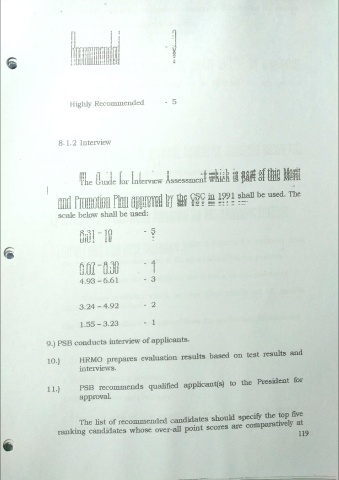 Recommended
Highly Recommended - 5
8.1.2 Interview
The Guide for Interview Assessment which is part of this Merit
and Promotion Plan approved by the CSC in 1991 shall be used. The
scale below shall be used:
8.31 - 10 - 5
6.62 - 8.30 - 4
4.93 - 6.61 - 3
3.24 - 4.92 - 2
1.55 - 3.23 - 1
9.) PSB conducts interview of applicants.
10.) HRMO prepares evaluation results based on test results and
interviews.
11.) PSB recommends qualified applicant(s) to the President for
approval.
The list of recommended candidates should specify the top five
ranking candidates whose over-all point scores are comparatively at
119